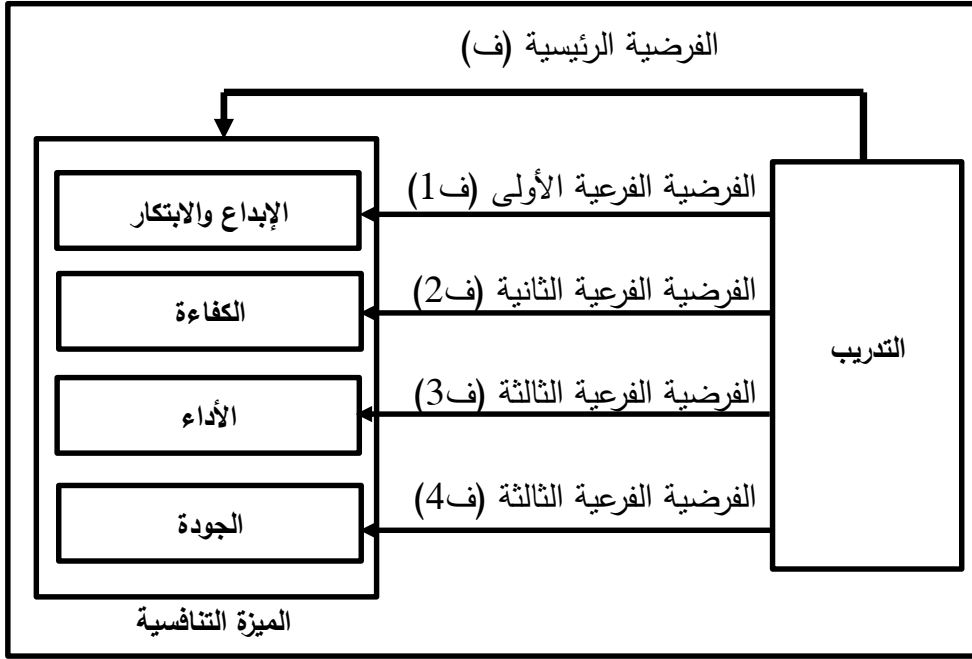 الفرضية الرئيسية (ف)
الفرضية الفرعية الأولى (ف1)
الإبداع والابتكار
الفرضية الفرعية الثانية (ف2)
الكفاءة
التدريب
الفرضية الفرعية الثالثة (ف3)
الأداء
الفرضية الفرعية الثالثة (ف4)
الجودة
الميزة التنافسية